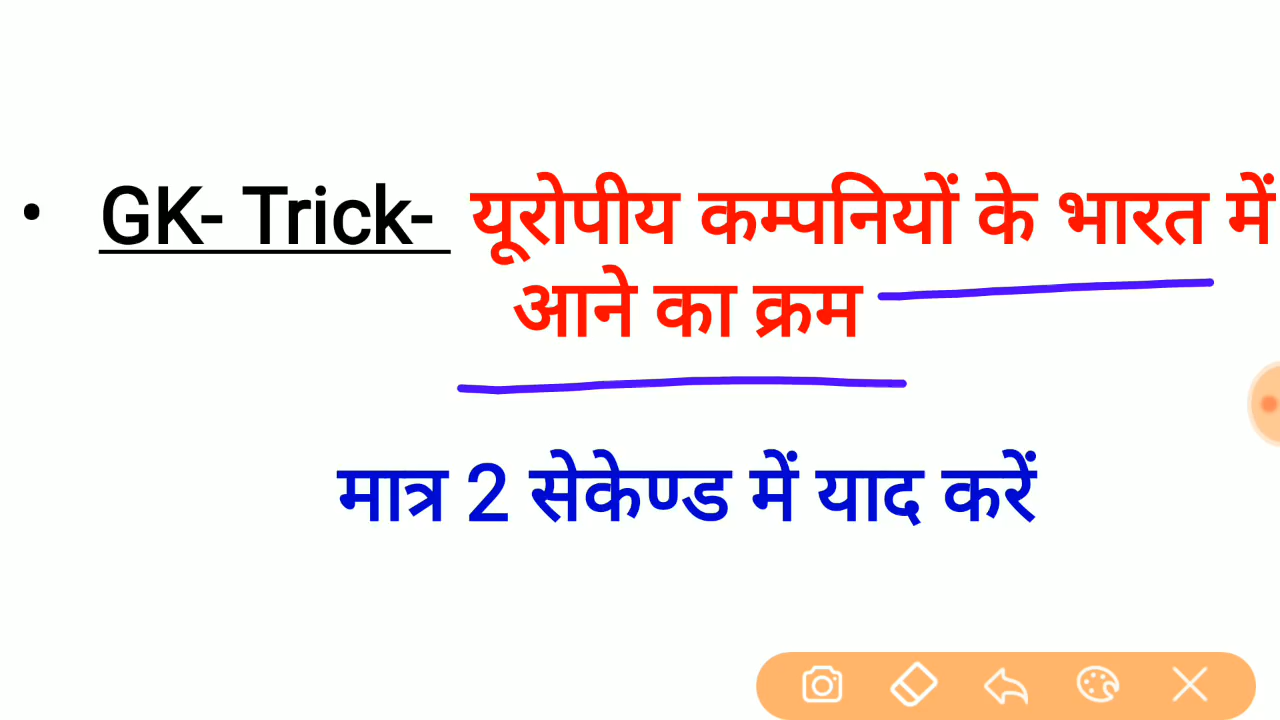 • GK- Trick- यूरोपीय कम्पनियों के भारत में
आने का क्रम
मात्र 2 सेकेण्ड में याद करें